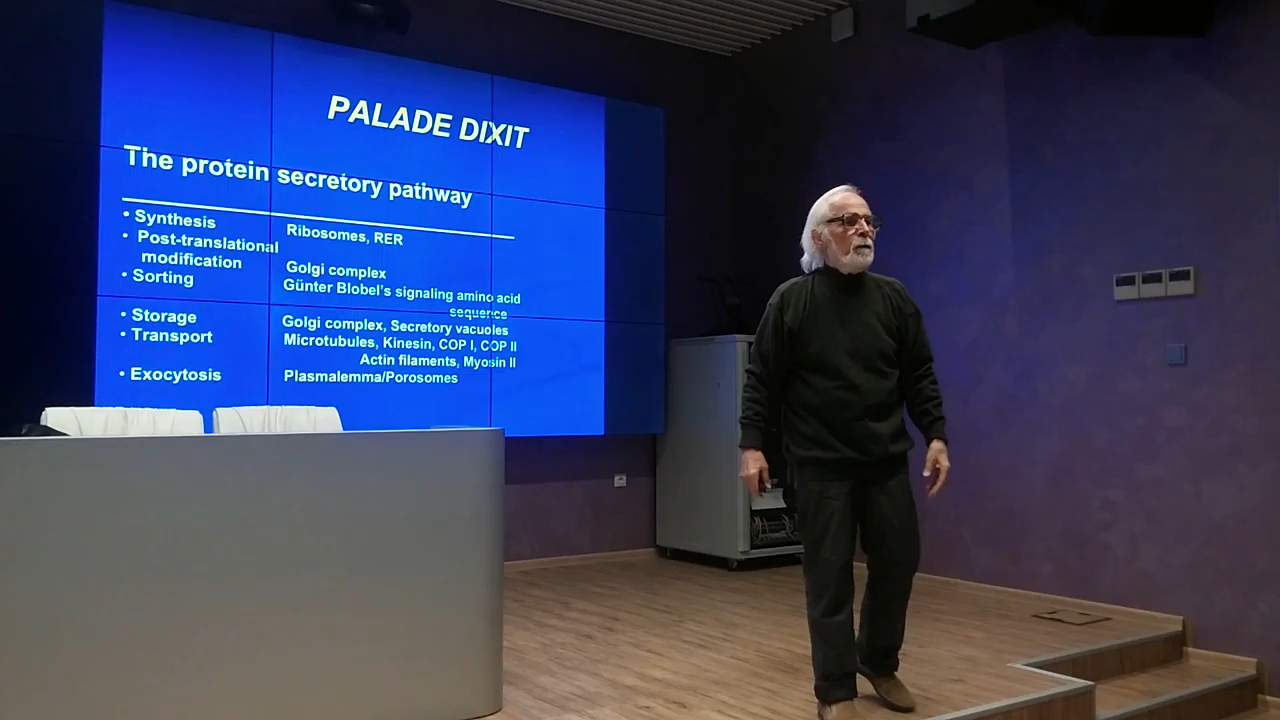 PALADE DIXIT
The protein secretory pathway
• Synthesis Ribosomes, RER
• Post-translational
modification Golgi complex
• Sorting Günter Blobel's signaling amino acid
sequence
• Storage Golgi complex, Secretory vacuoles
• Transport Microtubules, Kinesin, COP I, COP II
Actin filaments, Myosin II
• Exocytosis Plasmalemma/Porosomes